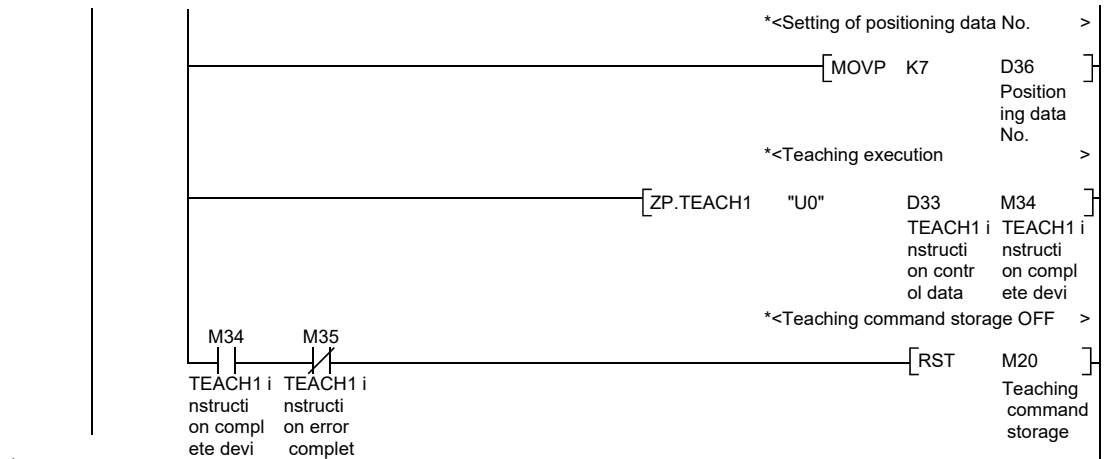 *<Setting of positioning data No. >
MOVP K7 D36
Position
ing data
No.
*<Teaching execution >
ZP.TEACH1 "U0" D33 M34
TEACH1 i TEACH1 i
nstructi nstructi
on contr on compl
ol data ete devi
*<Teaching command storage OFF >
M34 M35
RST M20
TEACH1 i TEACH1 i Teaching
nstructi nstructi command
on compl on error storage
ete devi complet